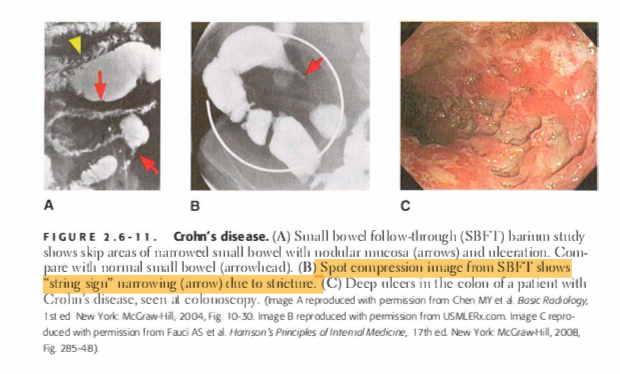 A
B
C
FIGURE 2.6-11. Crohn's disease. (A) Small bowel follow-through (SBFT) barium study
shows skip areas of narrowed small bowel with nodular mucosa (arrows) and ulceration. Com-
pare with normal small bowel (arrowhead). (B) Spot compression image from SBFT shows
"string sign" narrowing (arrow) due to stricture. (C) Deep ulcers in the colon of a patient with
Crohn's disease, seen at colonoscopy. (Image A reproduced with permission from Chen MY et al. Basic Radiology,
1st ed. New York: McGraw-Hill, 2004, Fig. 10-30. Image B reproduced with permission from USMLERx.com. Image C repro-
duced with permission from Fauci AS et al. Harrison's Principles of Internal Medicine, 17th ed. New York: McGraw-Hill, 2008,
Fig. 285-4B.)